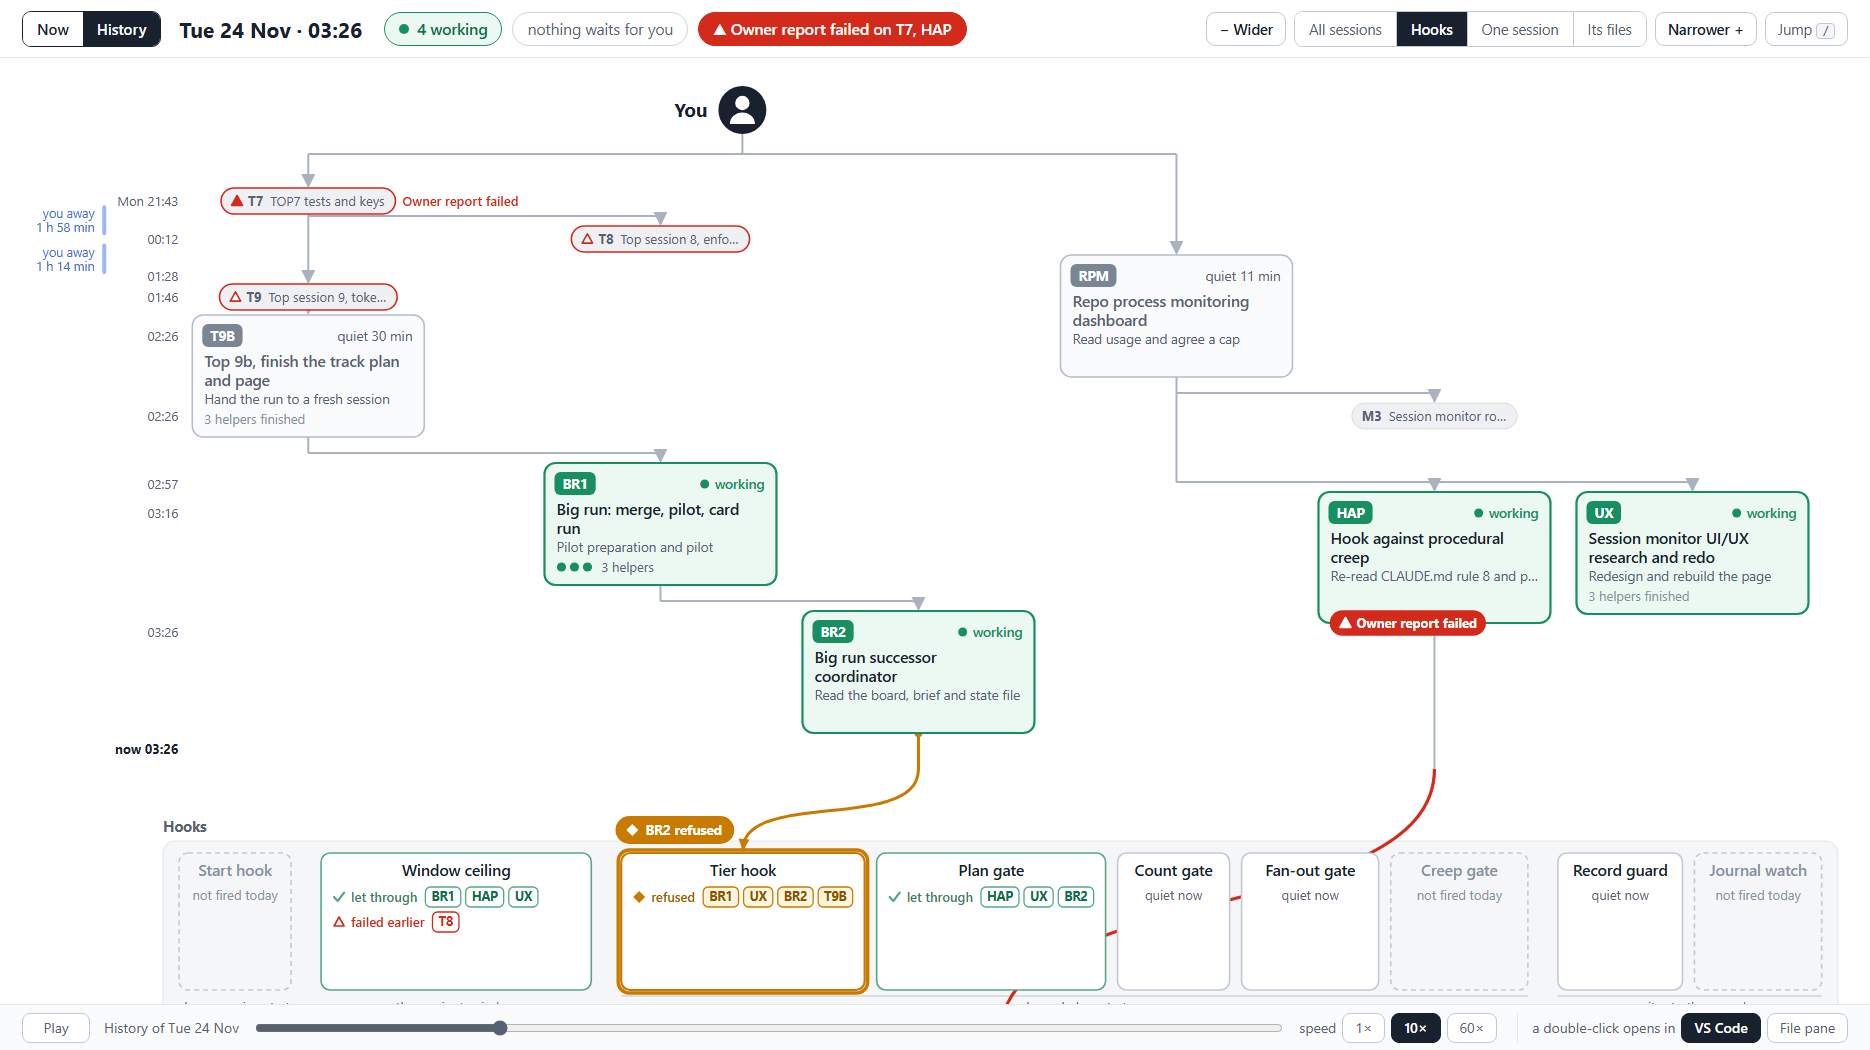 Now
History
Tue 24 Nov · 03:26
4 working
nothing waits for you
Owner report failed on T7, HAP
– Wider
All sessions
Hooks
One session
Its files
Narrower +
Jump /
You
Mon 21:43
T7 TOP7 tests and keys
Owner report failed
you away
1 h 58 min
00:12
T8 Top session 8, enfo...
you away
1 h 14 min
01:28
01:46
T9 Top session 9, toke...
RPM
quiet 11 min
Repo process monitoring
dashboard
Read usage and agree a cap
02:26
T9B
quiet 30 min
Top 9b, finish the track plan
and page
Hand the run to a fresh session
3 helpers finished
02:26
M3 Session monitor ro...
02:57
03:16
BR1
working
Big run: merge, pilot, card
run
Pilot preparation and pilot
3 helpers
HAP
working
Hook against procedural
creep
Re-read CLAUDE.md rule 8 and p...
Owner report failed
UX
working
Session monitor UI/UX
research and redo
Redesign and rebuild the page
3 helpers finished
03:26
BR2
working
Big run successor
coordinator
Read the board, brief and state file
now 03:26
Hooks
BR2 refused
Start hook
not fired today
Window ceiling
let through BR1 HAP UX
failed earlier T8
Tier hook
refused BR1 UX BR2 T9B
Plan gate
let through HAP UX BR2
Count gate
quiet now
Fan-out gate
quiet now
Creep gate
not fired today
Record guard
quiet now
Journal watch
not fired today
Play
History of Tue 24 Nov
speed
1×
10×
60×
a double-click opens in
VS Code
File pane